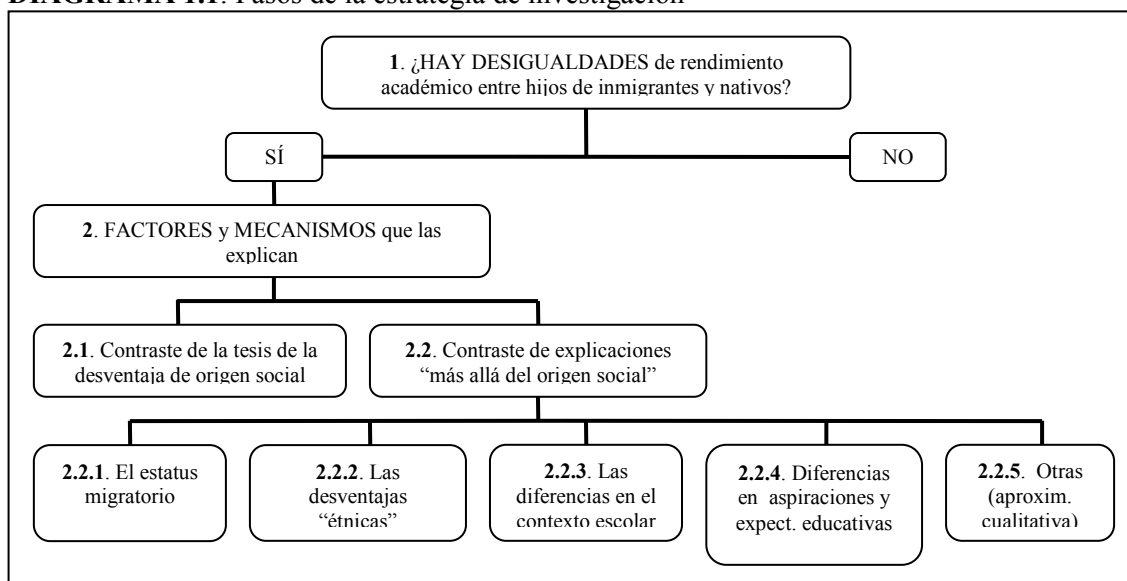 DIAGRAMA 1.1. Pasos de la estrategia de investigación
1. ¿HAY DESIGUALDADES de rendimiento
académico entre hijos de inmigrantes y nativos?
SÍ
NO
2. FACTORES y MECANISMOS que las
explican
2.1. Contraste de la tesis de la
desventaja de origen social
2.2. Contraste de explicaciones
“más allá del origen social”
2.2.1. El estatus
migratorio
2.2.2. Las
desventajas
“étnicas”
2.2.3. Las
diferencias en el
contexto escolar
2.2.4. Diferencias
en aspiraciones y
expect. educativas
2.2.5. Otras
(aproxim.
cualitativa)